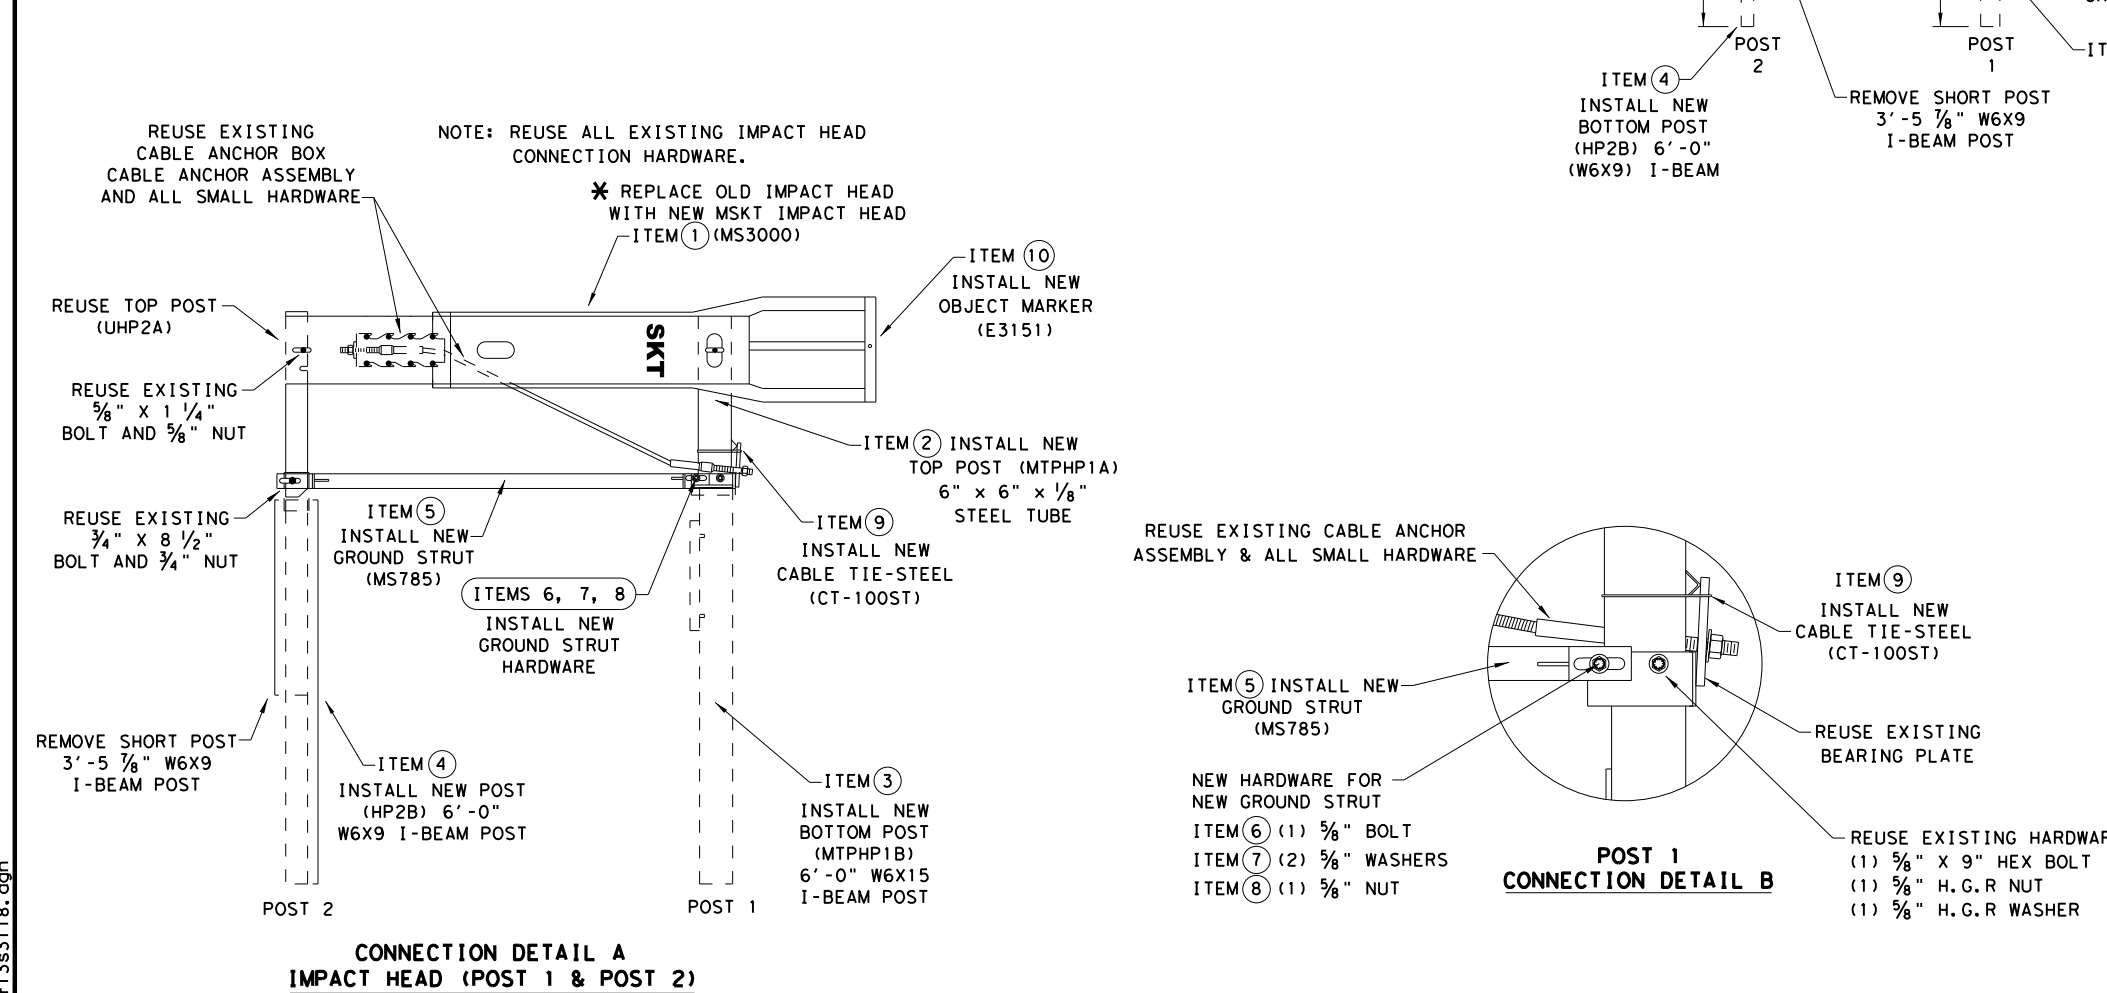 POST
2
POST
1
ITEM 4
INSTALL NEW
BOTTOM POST
(HP2B) 6'-0"
(W6X9) I-BEAM
REMOVE SHORT POST
3'-5 7/8" W6X9
I-BEAM POST
REUSE EXISTING
CABLE ANCHOR BOX
CABLE ANCHOR ASSEMBLY
AND ALL SMALL HARDWARE
NOTE: REUSE ALL EXISTING IMPACT HEAD
CONNECTION HARDWARE.
* REPLACE OLD IMPACT HEAD
WITH NEW MSKT IMPACT HEAD
ITEM 1 (MS3000)
ITEM 10
INSTALL NEW
OBJECT MARKER
(E3151)
REUSE TOP POST
(UHP2A)
SKT
REUSE EXISTING
5/8" X 1 1/4"
BOLT AND 5/8" NUT
ITEM 2 INSTALL NEW
TOP POST (MTPHP1A)
6" x 6" x 1/8"
STEEL TUBE
REUSE EXISTING
3/4" X 8 1/2"
BOLT AND 3/4" NUT
ITEM 5
INSTALL NEW
GROUND STRUT
(MS785)
ITEM 9
INSTALL NEW
CABLE TIE-STEEL
(CT-100ST)
ITEMS 6, 7, 8
INSTALL NEW
GROUND STRUT
HARDWARE
REMOVE SHORT POST
3'-5 7/8" W6X9
I-BEAM POST
ITEM 4
INSTALL NEW POST
(HP2B) 6'-0"
W6X9 I-BEAM POST
ITEM 3
INSTALL NEW
BOTTOM POST
(MTPHP1B)
6'-0" W6X15
I-BEAM POST
POST 2
POST 1
CONNECTION DETAIL A
IMPACT HEAD (POST 1 & POST 2)
REUSE EXISTING CABLE ANCHOR
ASSEMBLY & ALL SMALL HARDWARE
ITEM 9
INSTALL NEW
CABLE TIE-STEEL
(CT-100ST)
ITEM 5 INSTALL NEW
GROUND STRUT
(MS785)
REUSE EXISTING
BEARING PLATE
NEW HARDWARE FOR
NEW GROUND STRUT
ITEM 6 (1) 5/8" BOLT
ITEM 7 (2) 5/8" WASHERS
ITEM 8 (1) 5/8" NUT
POST 1
CONNECTION DETAIL B
REUSE EXISTING
(1) 5/8" X 9" HEX BOLT
(1) 5/8" H.G.R NUT
(1) 5/8" H.G.R WASHER